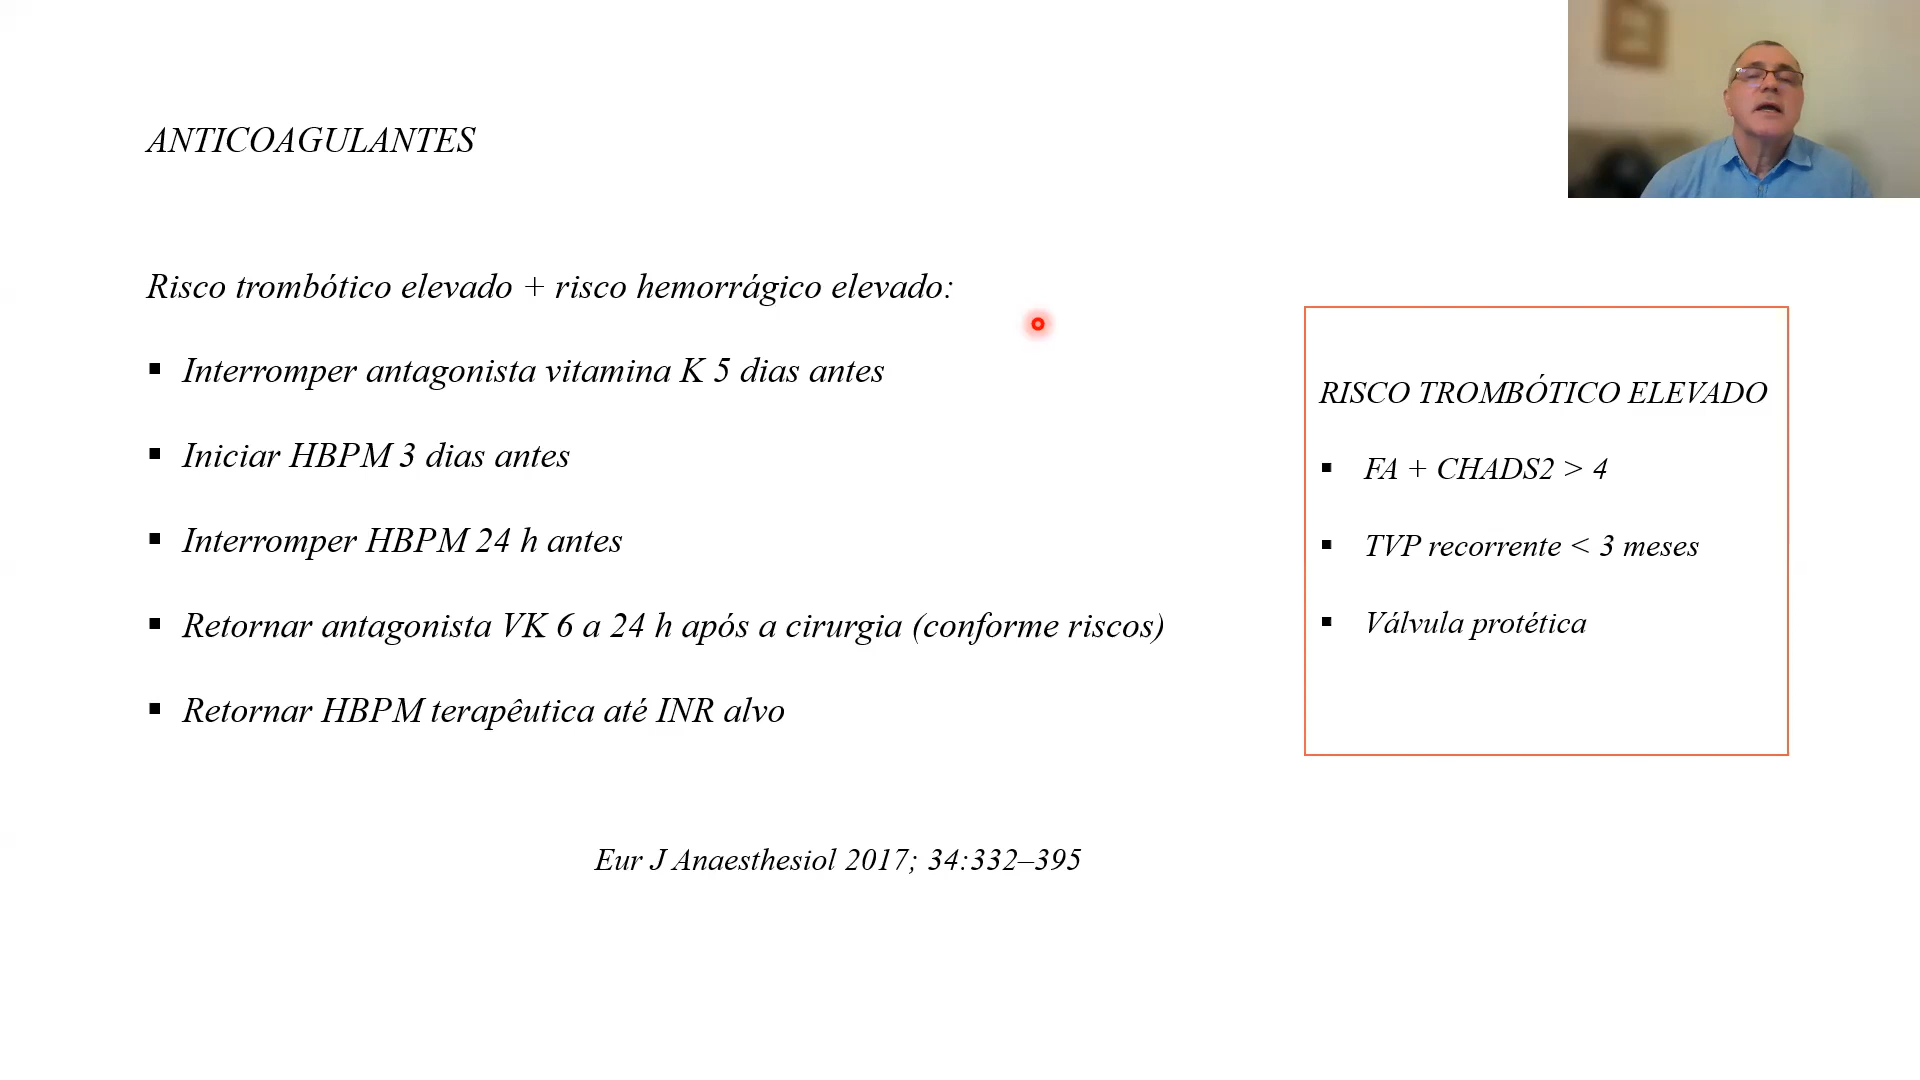 ANTICOAGULANTES
Risco trombótico elevado + risco hemorrágico elevado:
▪ Interromper antagonista vitamina K 5 dias antes
▪ Iniciar HBPM 3 dias antes
▪ Interromper HBPM 24 h antes
▪ Retornar antagonista VK 6 a 24 h após a cirurgia (conforme riscos)
▪ Retornar HBPM terapêutica até INR alvo
RISCO TROMBÓTICO ELEVADO
▪ FA + CHADS2 > 4
▪ TVP recorrente < 3 meses
▪ Válvula protética
Eur J Anaesthesiol 2017; 34:332–395